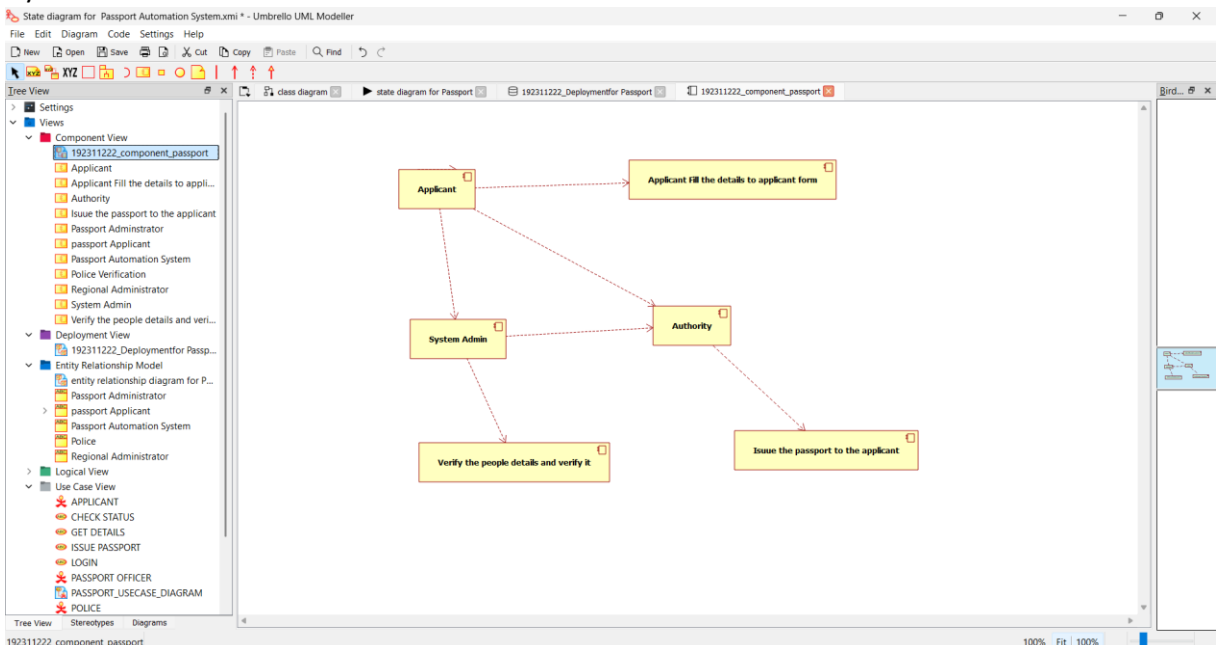 State diagram for Passport Automation System.xmi * - Umbrello UML Modeller
File Edit Diagram Code Settings Help
New Open Save Cut Copy Paste Find
XYZ XYZ
Tree View
class diagram state diagram for Passport 192311222_Deploymentfor Passport 192311222_component_passport
Bird...
Settings
Views
Component View
192311222_component_passport
Applicant
Applicant Fill the details to appli...
Authority
Isuue the passport to the applicant
Passport Adminstrator
passport Applicant
Passport Automation System
Police Verification
Regional Administrator
System Admin
Verify the people details and veri...
Deployment View
192311222_Deploymentfor Passp...
Entity Relationship Model
entity relationship diagram for P...
Passport Administrator
passport Applicant
Passport Automation System
Police
Regional Administrator
Logical View
Use Case View
APPLICANT
CHECK STATUS
GET DETAILS
ISSUE PASSPORT
LOGIN
PASSPORT OFFICER
PASSPORT_USECASE_DIAGRAM
POLICE
Tree View Stereotypes Diagrams
Applicant
Applicant Fill the details to applicant form
System Admin
Authority
Verify the people details and verify it
Isuue the passport to the applicant
192311222_component_passport
100% Fit 100%